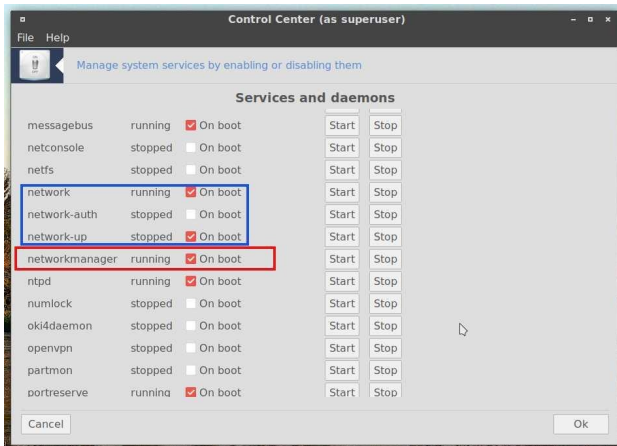 Control Center (as superuser)
File Help
Manage system services by enabling or disabling them
Services and daemons
messagebus running On boot Start Stop
netconsole stopped On boot Start Stop
netfs stopped On boot Start Stop
network running On boot Start Stop
network-auth stopped On boot Start Stop
network-up stopped On boot Start Stop
networkmanager running On boot Start Stop
ntpd running On boot Start Stop
numlock stopped On boot Start Stop
oki4daemon stopped On boot Start Stop
openvpn stopped On boot Start Stop
partmon stopped On boot Start Stop
portreserve running On boot Start Stop
Cancel Ok